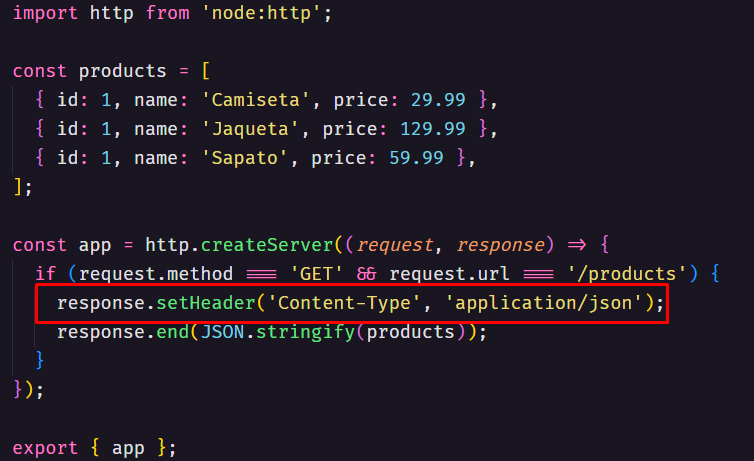 import http from 'node:http';
const products = [
{ id: 1, name: 'Camiseta', price: 29.99 },
{ id: 1, name: 'Jaqueta', price: 129.99 },
{ id: 1, name: 'Sapato', price: 59.99 },
];
const app = http.createServer((request, response) => {
if (request.method === 'GET' && request.url === '/products') {
response.setHeader('Content-Type', 'application/json');
response.end(JSON.stringify(products));
}
});
export { app };